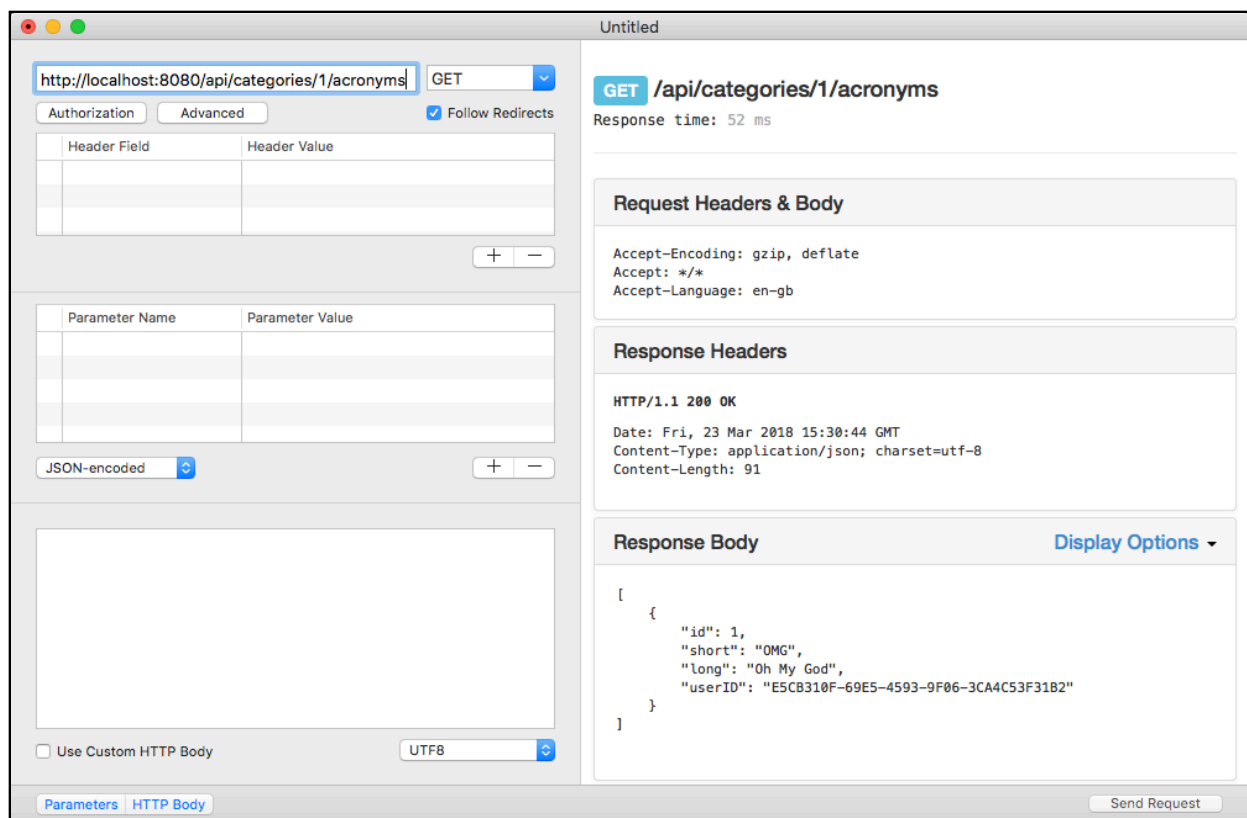 Untitled
http://localhost:8080/api/categories/1/acronyms
GET
Authorization
Advanced
Follow Redirects
Header Field
Header Value
+ −
Parameter Name
Parameter Value
JSON-encoded
+ −
Use Custom HTTP Body
UTF8
Parameters
HTTP Body
GET /api/categories/1/acronyms
Response time: 52 ms
Request Headers & Body
Accept-Encoding: gzip, deflate
Accept: */*
Accept-Language: en-gb
Response Headers
HTTP/1.1 200 OK
Date: Fri, 23 Mar 2018 15:30:44 GMT
Content-Type: application/json; charset=utf-8
Content-Length: 91
Response Body
Display Options
[
{
"id": 1,
"short": "OMG",
"long": "Oh My God",
"userID": "E5CB310F-69E5-4593-9F06-3CA4C53F31B2"
}
]
Send Request